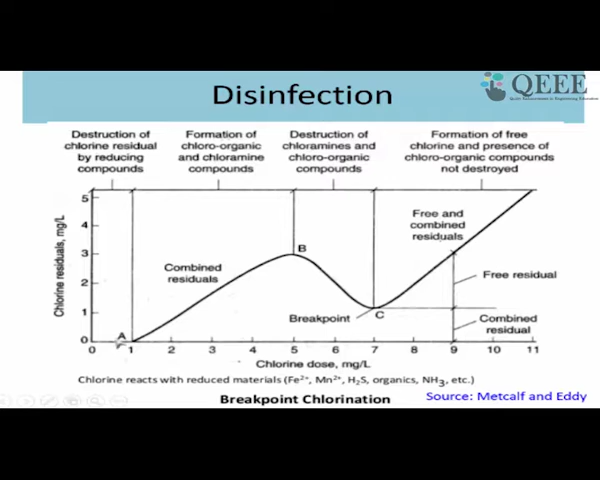 QEEE
Disinfection
Destruction of
chlorine residual
by reducing
compounds
Formation of
chloro-organic
and chloramine
compounds
Destruction of
chloramines and
chloro-organic
compounds
Formation of free
chlorine and presence of
chloro-organic compounds
not destroyed
Chlorine residuals, mg/L
5
4
3
2
1
0
Combined
residuals
A
B
C
Breakpoint
Free and
combined
residuals
Free residual
Combined
residual
0 1 2 3 4 5 6 7 8 9 10 11
Chlorine dose, mg/L
Chlorine reacts with reduced materials (Fe²⁺, Mn²⁺, H₂S, organics, NH₃, etc.)
Breakpoint Chlorination
Source: Metcalf and Eddy